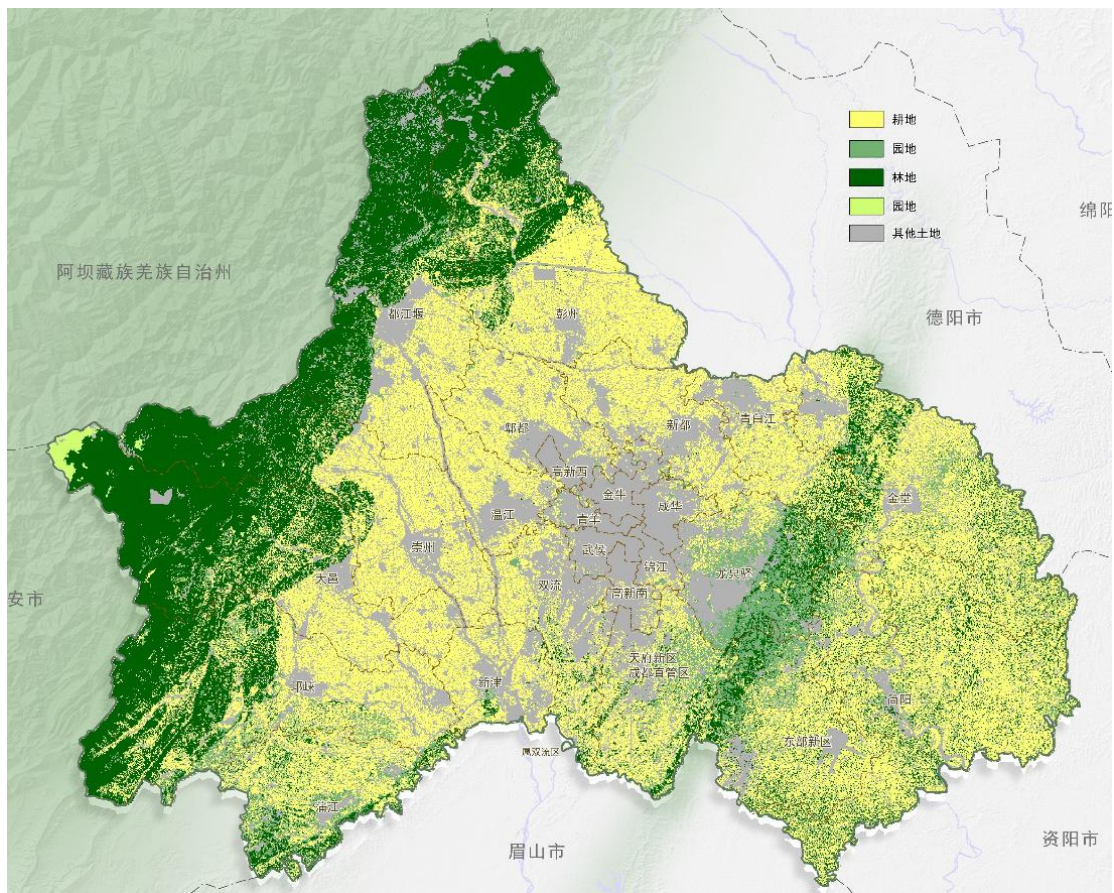 耕地
园地
林地
园地
其他土地
绵阳
阿坝藏族羌族自治州
德阳市
都江堰
彭州
青白江
新都
郫都
高新西
金牛
成华
金堂
温江
青羊
武侯
崇州
锦江
龙泉驿
双流
大邑
高新南
安市
天府新区
成都直管区
新津
邛崃
简阳
东部新区
属双流区
蒲江
眉山市
资阳市